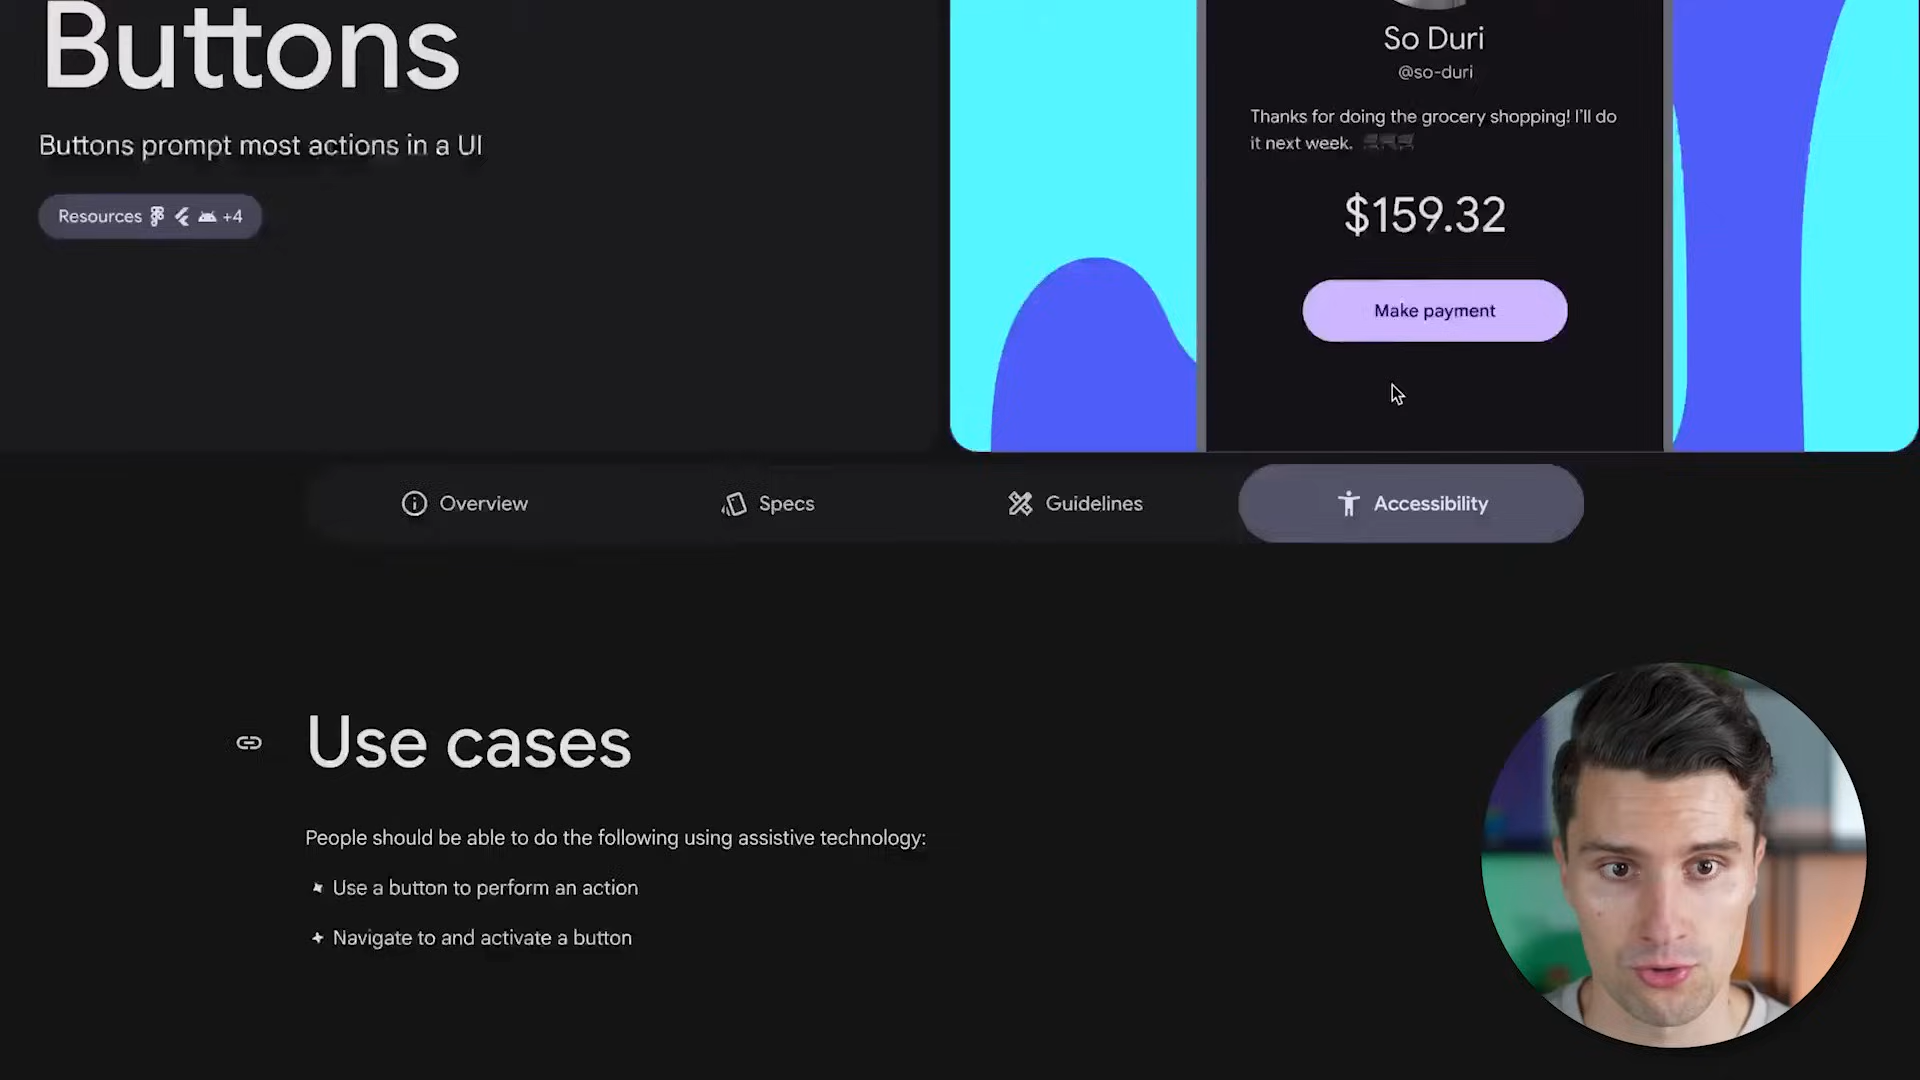 Buttons
Buttons prompt most actions in a UI
Resources +4
So Duri
@so-duri
Thanks for doing the grocery shopping! I'll do
it next week.
$159.32
Make payment
Overview
Specs
Guidelines
Accessibility
Use cases
People should be able to do the following using assistive technology:
Use a button to perform an action
Navigate to and activate a button